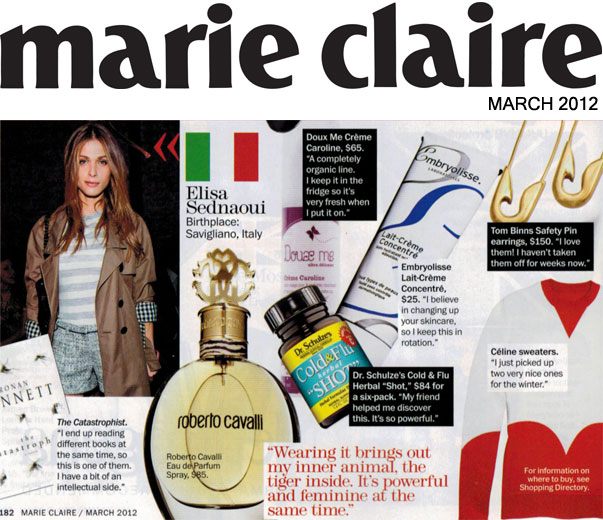 marie claire
MARCH 2012
Elisa
Sednaoui
Birthplace:
Savigliano, Italy
Doux Me Crème
Caroline, $65.
"A completely
organic line.
I keep it in the
fridge so it's
very fresh when
I put it on."
Douce me
Crème Caroline
Embryolisse.
LABORATOIRES
Lait-Crème
Concentré
Embryolisse
Lait-Crème
Concentré,
$25. "I believe
in changing up
your skincare,
so I keep this in
rotation."
Tom Binns Safety Pin
earrings, $150. "I love
them! I haven't taken
them off for weeks now."
Céline sweaters.
"I just picked up
two very nice ones
for the winter."
Dr. Schulze's
Cold & Flu
herbal
"SHOT"
Dr. Schulze's Cold & Flu
Herbal "Shot," $84 for
a six-pack. "My friend
helped me discover
this. It's so powerful."
RONAN
NNETT
the
atastroph
The Catastrophist.
"I end up reading
different books at
the same time, so
this is one of them.
I have a bit of an
intellectual side."
roberto cavalli
Roberto Cavalli
Eau de Parfum
Spray, $85.
"Wearing it brings out
my inner animal, the
tiger inside. It's powerful
and feminine at the
same time."
For information on
where to buy, see
Shopping Directory.
182 MARIE CLAIRE / MARCH 2012